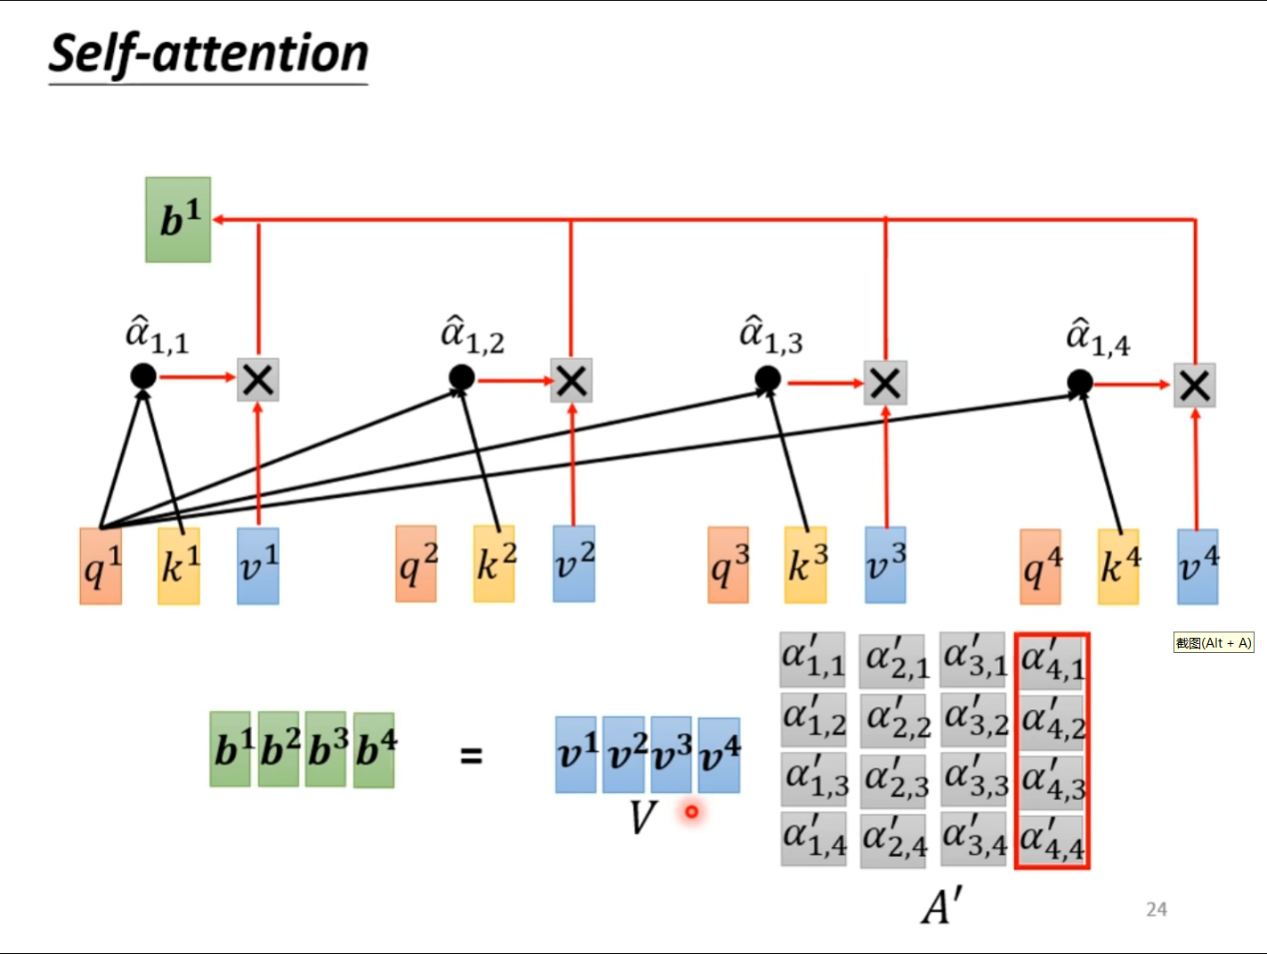 Self-attention
b¹
α̂₁,₁ α̂₁,₂ α̂₁,₃ α̂₁,₄
q¹ k¹ v¹ q² k² v² q³ k³ v³ q⁴ k⁴ v⁴
截图(Alt + A)
α′₁,₁ α′₂,₁ α′₃,₁ α′₄,₁
α′₁,₂ α′₂,₂ α′₃,₂ α′₄,₂
b¹ b² b³ b⁴ = v¹ v² v³ v⁴
α′₁,₃ α′₂,₃ α′₃,₃ α′₄,₃
V
α′₁,₄ α′₂,₄ α′₃,₄ α′₄,₄
A′
24